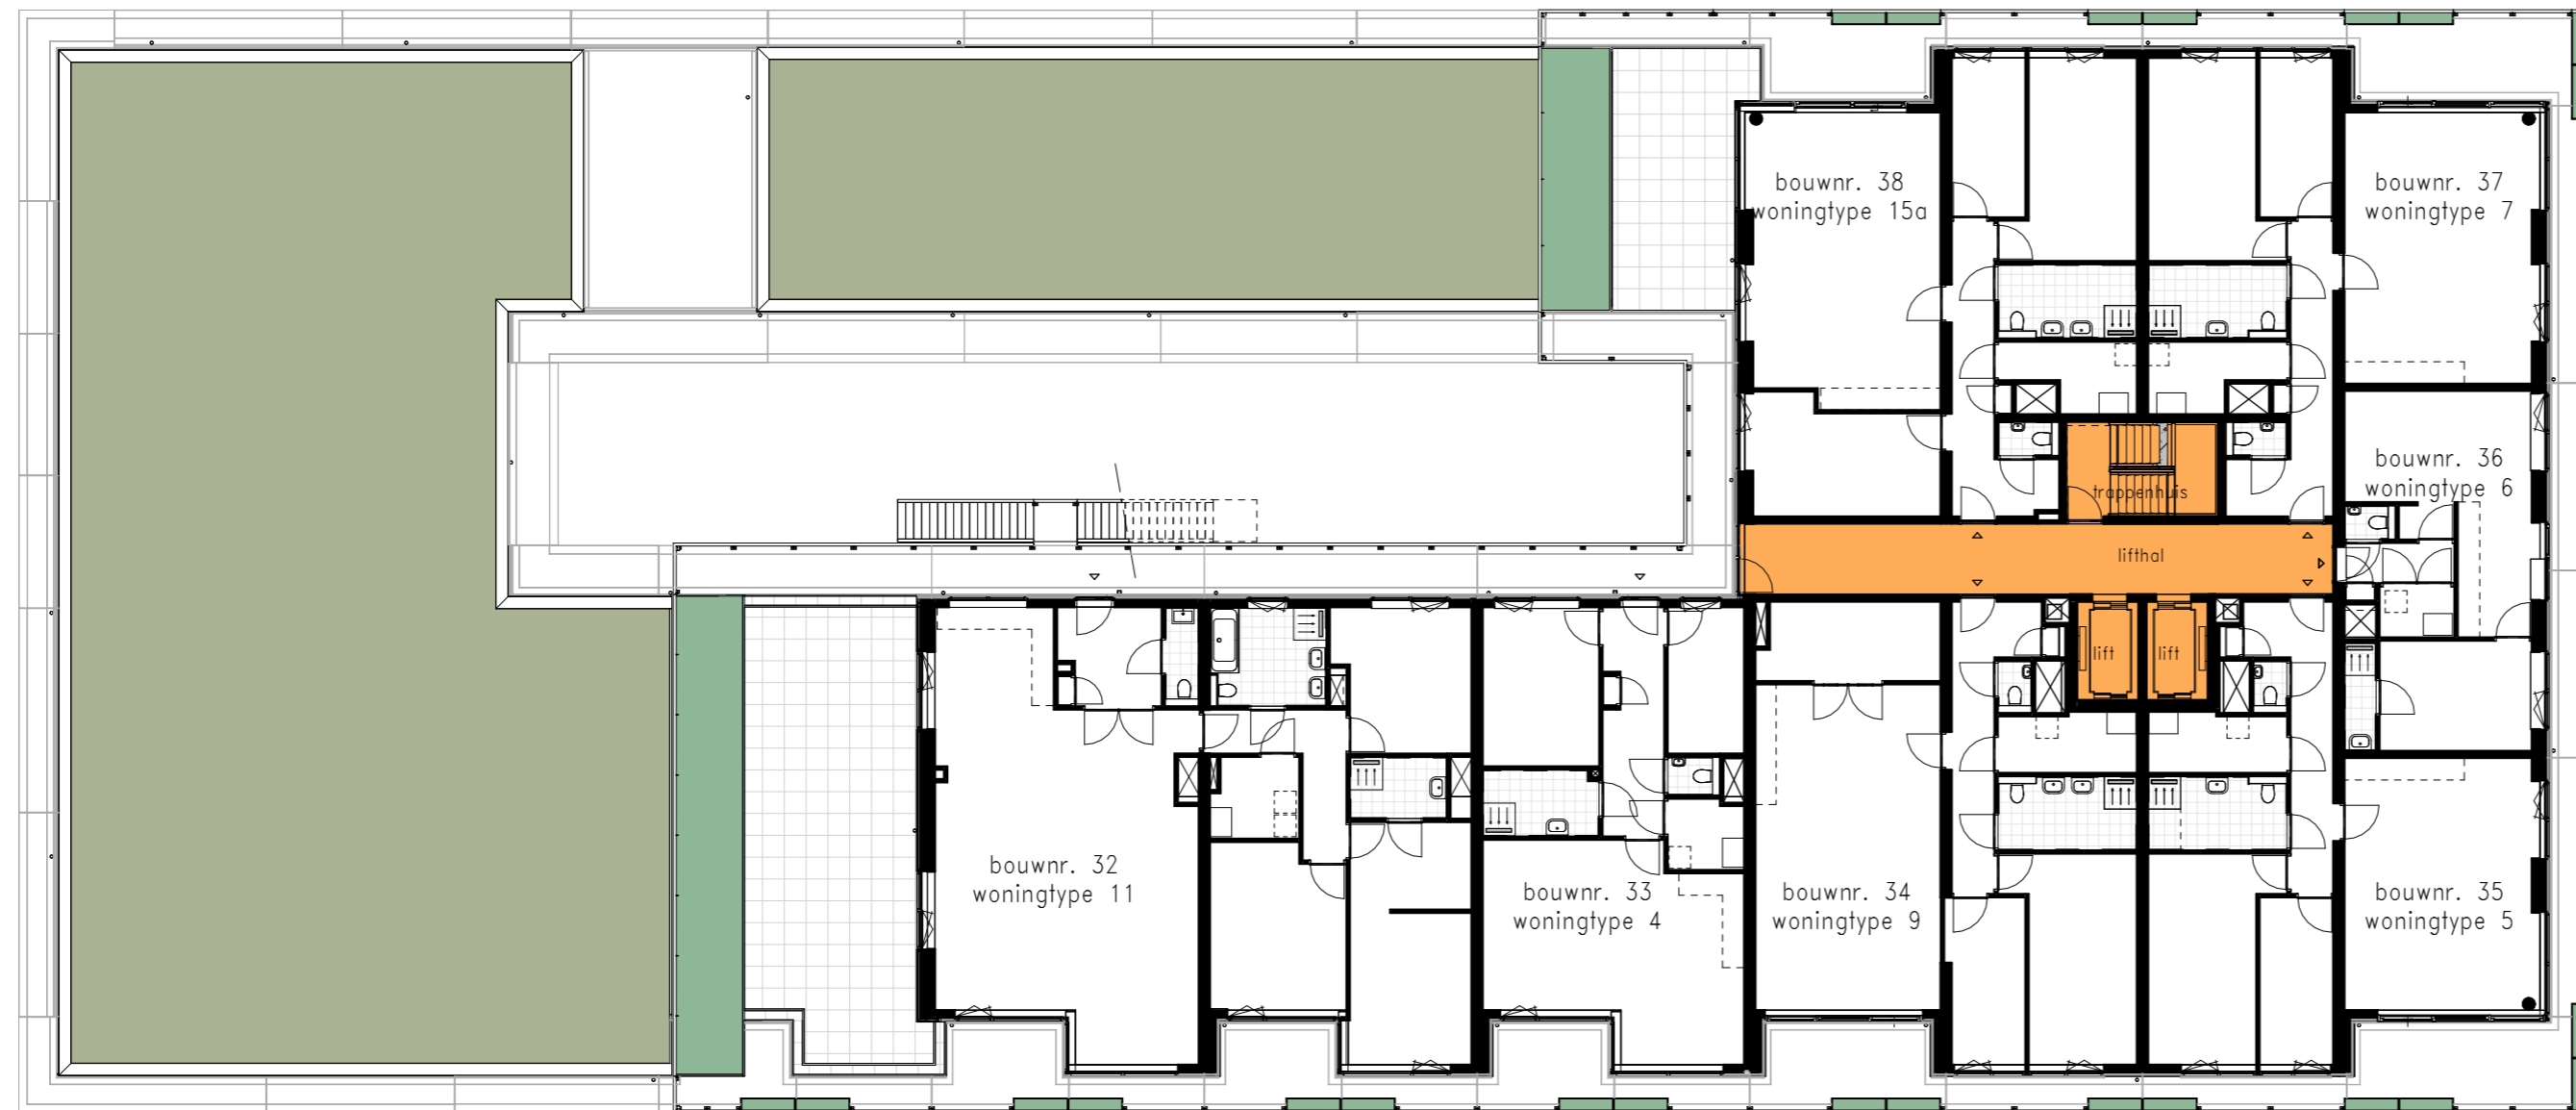 bouwnr. 38
woningtype 15a
bouwnr. 37
woningtype 7
bouwnr. 36
woningtype 6
trappenhuis
lifthal
lift
lift
bouwnr. 32
woningtype 11
bouwnr. 33
woningtype 4
bouwnr. 34
woningtype 9
bouwnr. 35
woningtype 5